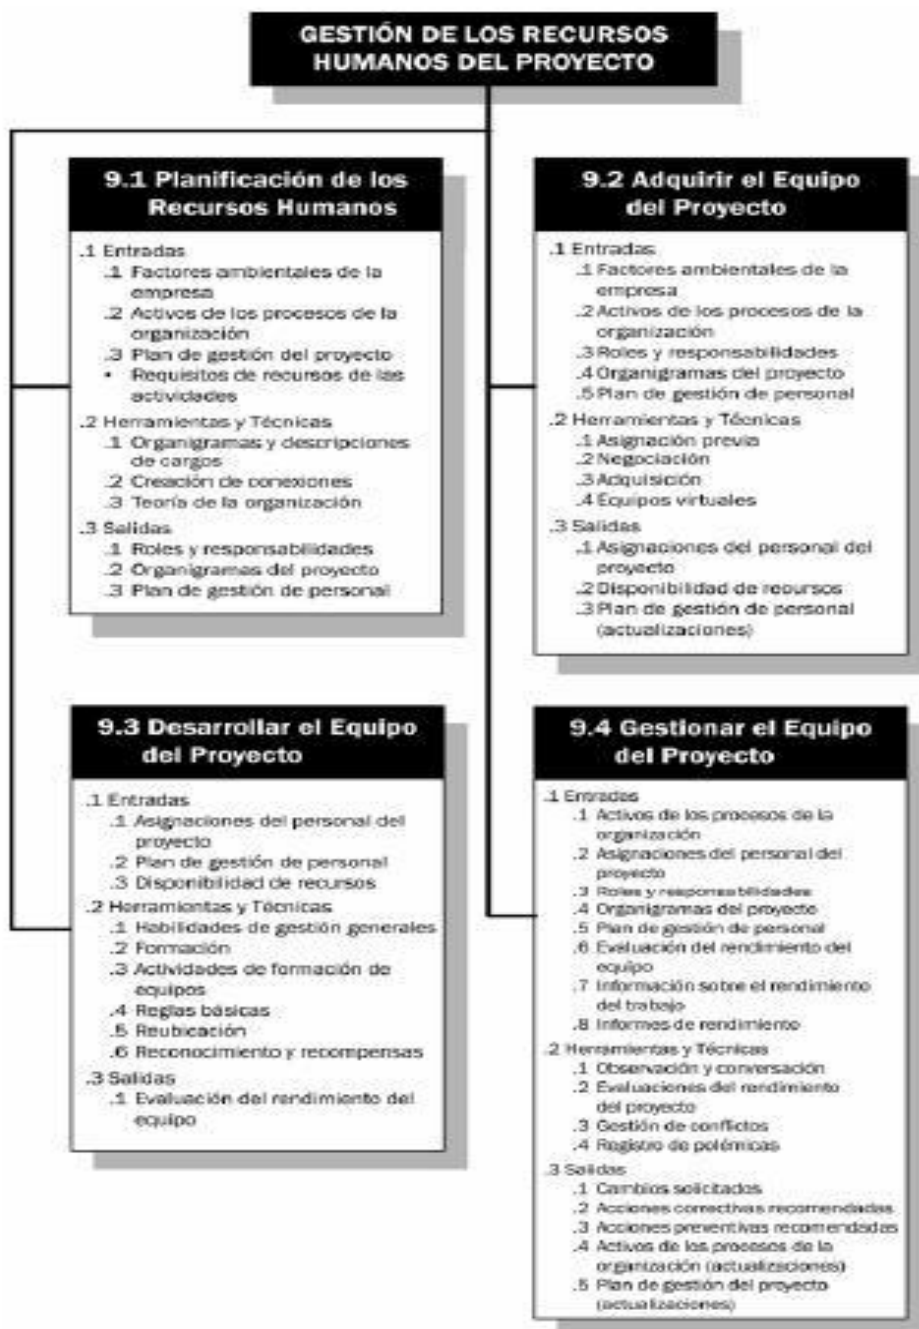 GESTIÓN DE LOS RECURSOS
HUMANOS DEL PROYECTO
9.1 Planificación de los
Recursos Humanos
.1 Entradas
.1 Factores ambientales de la
empresa
.2 Activos de los procesos de la
organización
.3 Plan de gestión del proyecto
• Requisitos de recursos de las
actividades
.2 Herramientas y Técnicas
.1 Organigramas y descripciones
de cargos
.2 Creación de conexiones
.3 Teoría de la organización
.3 Salidas
.1 Roles y responsabilidades
.2 Organigramas del proyecto
.3 Plan de gestión de personal
9.2 Adquirir el Equipo
del Proyecto
.1 Entradas
.1 Factores ambientales de la
empresa
.2 Activos de los procesos de la
organización
.3 Roles y responsabilidades
.4 Organigramas del proyecto
.5 Plan de gestión de personal
.2 Herramientas y Técnicas
.1 Asignación previa
.2 Negociación
.3 Adquisición
.4 Equipos virtuales
.3 Salidas
.1 Asignaciones del personal del
proyecto
.2 Disponibilidad de recursos
.3 Plan de gestión de personal
(actualizaciones)
9.3 Desarrollar el Equipo
del Proyecto
.1 Entradas
.1 Asignaciones del personal del
proyecto
.2 Plan de gestión de personal
.3 Disponibilidad de recursos
.2 Herramientas y Técnicas
.1 Habilidades de gestión generales
.2 Formación
.3 Actividades de formación de
equipos
.4 Reglas básicas
.5 Reubicación
.6 Reconocimiento y recompensas
.3 Salidas
.1 Evaluación del rendimiento del
equipo
9.4 Gestionar el Equipo
del Proyecto
.1 Entradas
.1 Activos de los procesos de la
organización
.2 Asignaciones del personal del
proyecto
.3 Roles y responsabilidades
.4 Organigramas del proyecto
.5 Plan de gestión de personal
.6 Evaluación del rendimiento del
equipo
.7 Información sobre el rendimiento
del trabajo
.8 Informes de rendimiento
.2 Herramientas y Técnicas
.1 Observación y conversación
.2 Evaluaciones del rendimiento
del proyecto
.3 Gestión de conflictos
.4 Registro de polémicas
.3 Salidas
.1 Cambios solicitados
.2 Acciones correctivas recomendadas
.3 Acciones preventivas recomendadas
.4 Activos de los procesos de la
organización (actualizaciones)
.5 Plan de gestión del proyecto
(actualizaciones)